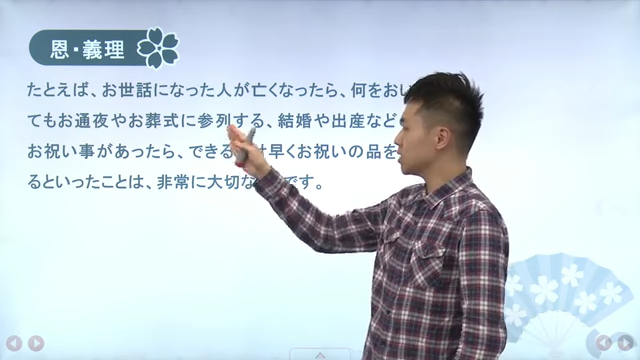 恩・義理
たとえば、お世話になった人が亡くなったら、何をおい
てもお通夜やお葬式に参列する、結婚や出産など
お祝い事があったら、できる け早くお祝いの品を
るといったことは、非常に大切な です。